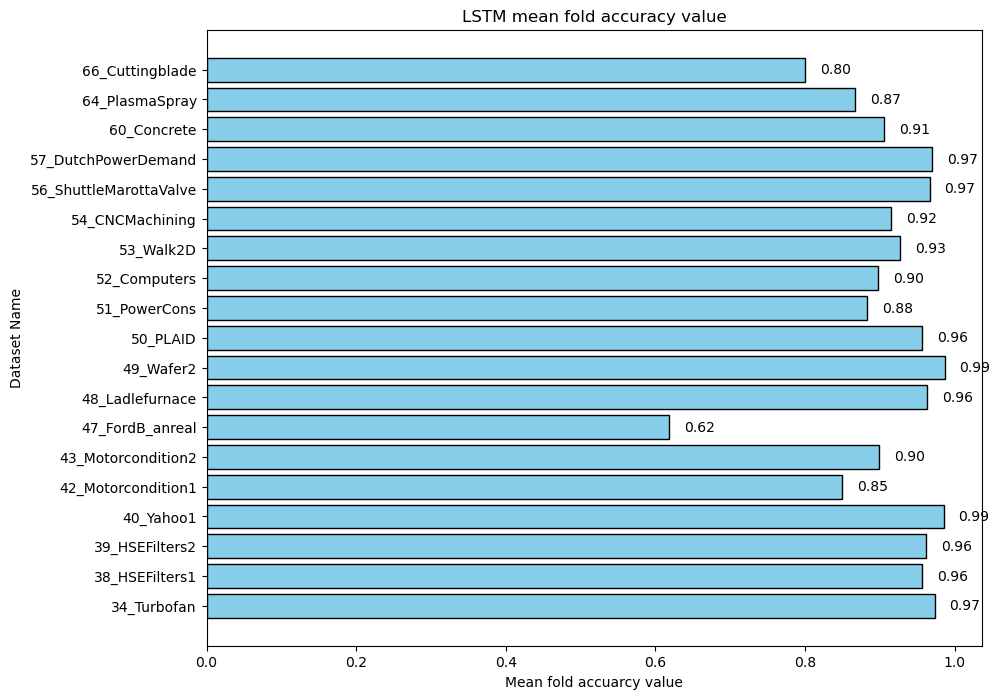 LSTM mean fold accuracy value
66_Cuttingblade 0.80
64_PlasmaSpray 0.87
60_Concrete 0.91
57_DutchPowerDemand 0.97
56_ShuttleMarottaValve 0.97
54_CNCMachining 0.92
53_Walk2D 0.93
52_Computers 0.90
51_PowerCons 0.88
50_PLAID 0.96
49_Wafer2 0.99
48_Ladlefurnace 0.96
47_FordB_anreal 0.62
43_Motorcondition2 0.90
42_Motorcondition1 0.85
40_Yahoo1 0.99
39_HSEFilters2 0.96
38_HSEFilters1 0.96
34_Turbofan 0.97
Dataset Name
0.0 0.2 0.4 0.6 0.8 1.0
Mean fold accuarcy value